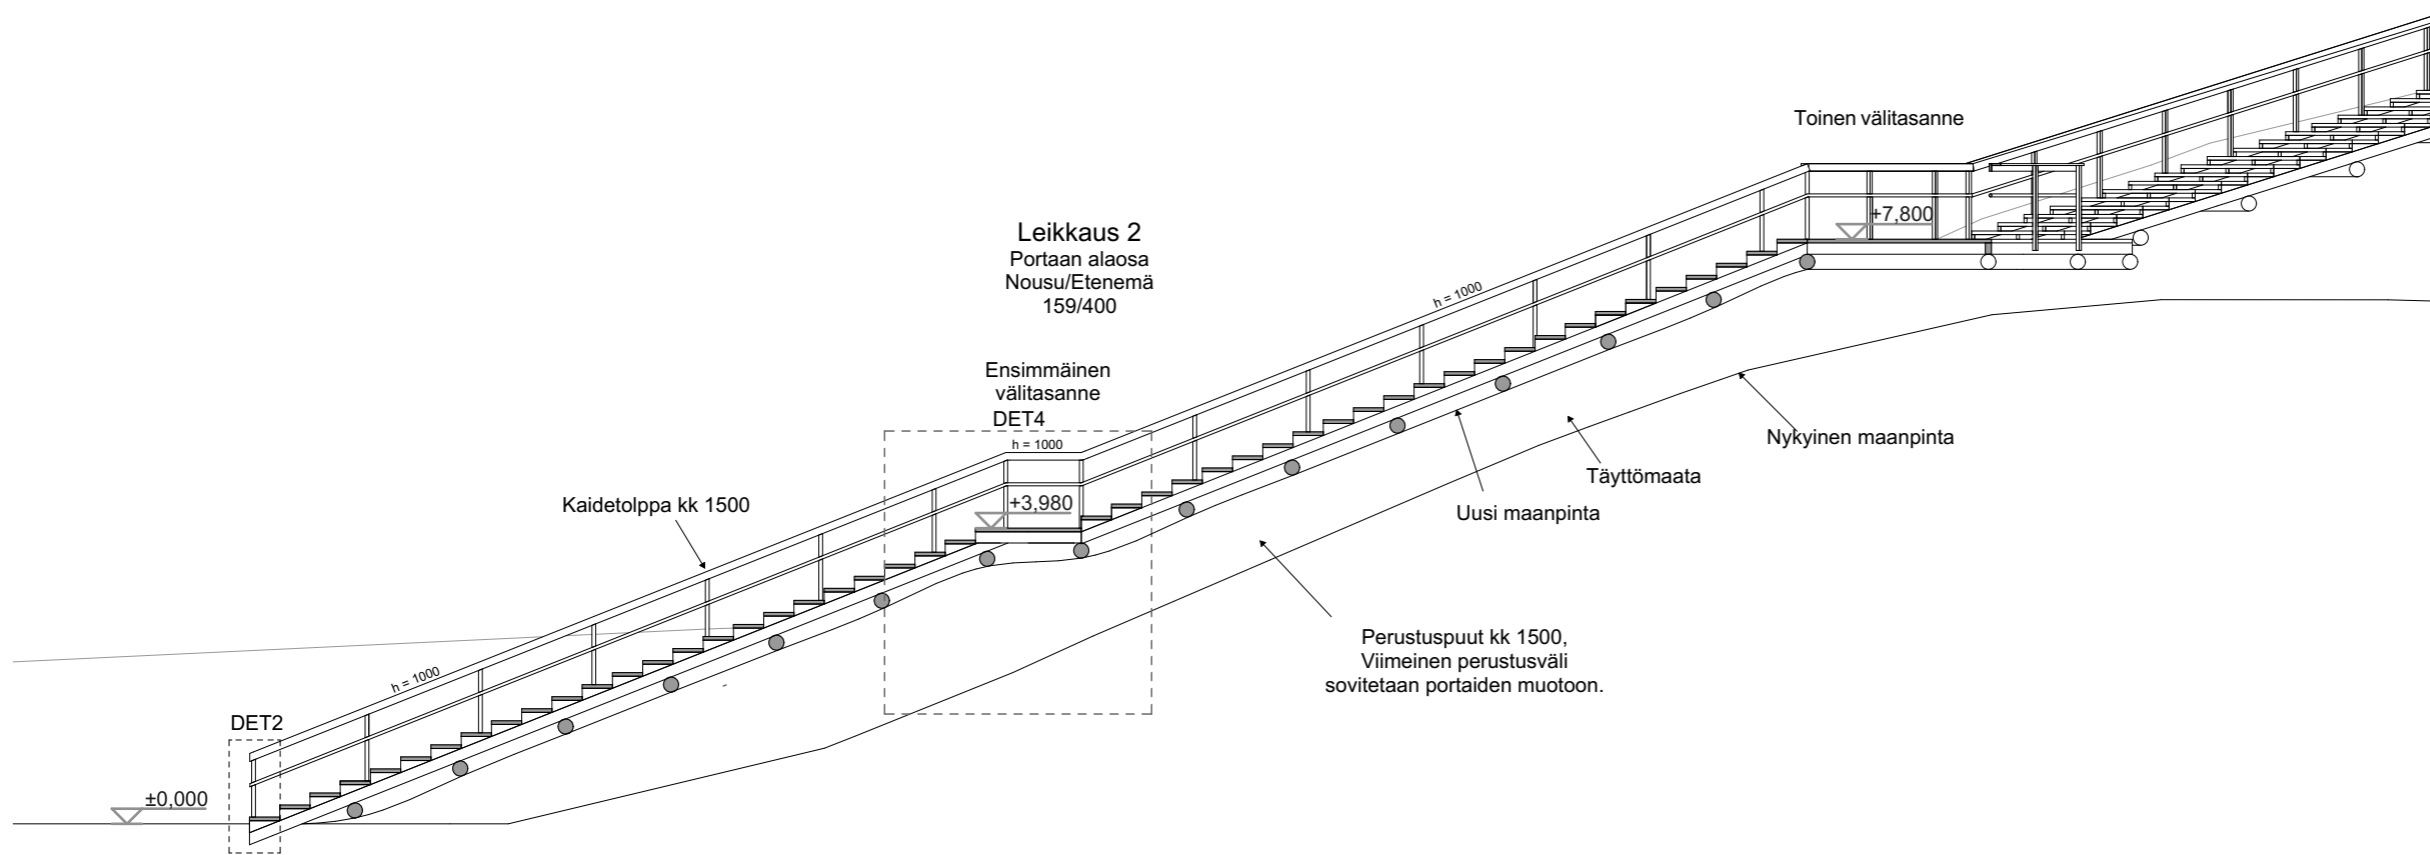 Toinen välitasanne
+7,800
Leikkaus 2
Portaan alaosa
Nousu/Etenemä
159/400
h = 1000
Ensimmäinen
välitasanne
DET4
h = 1000
Nykyinen maanpinta
Täyttömaata
Kaidetolppa kk 1500
+3,980
Uusi maanpinta
Perustuspuut kk 1500,
Viimeinen perustusväli
sovitetaan portaiden muotoon.
h = 1000
DET2
±0,000